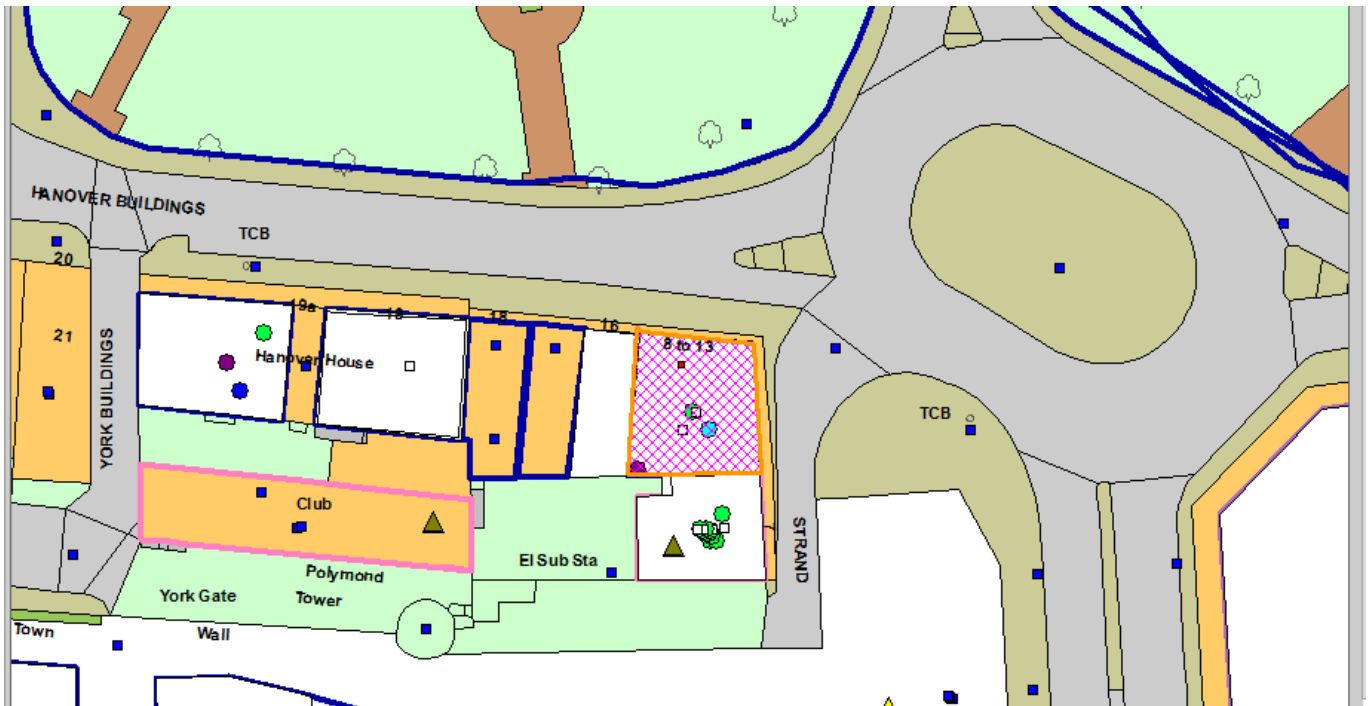 HANOVER BUILDINGS
TCB
20
19a
19
18
16
8 to 13
21
YORK BUILDINGS
Hanover House
TCB
Club
STRAND
El Sub Sta
Polymond
Tower
York Gate
Town
Wall